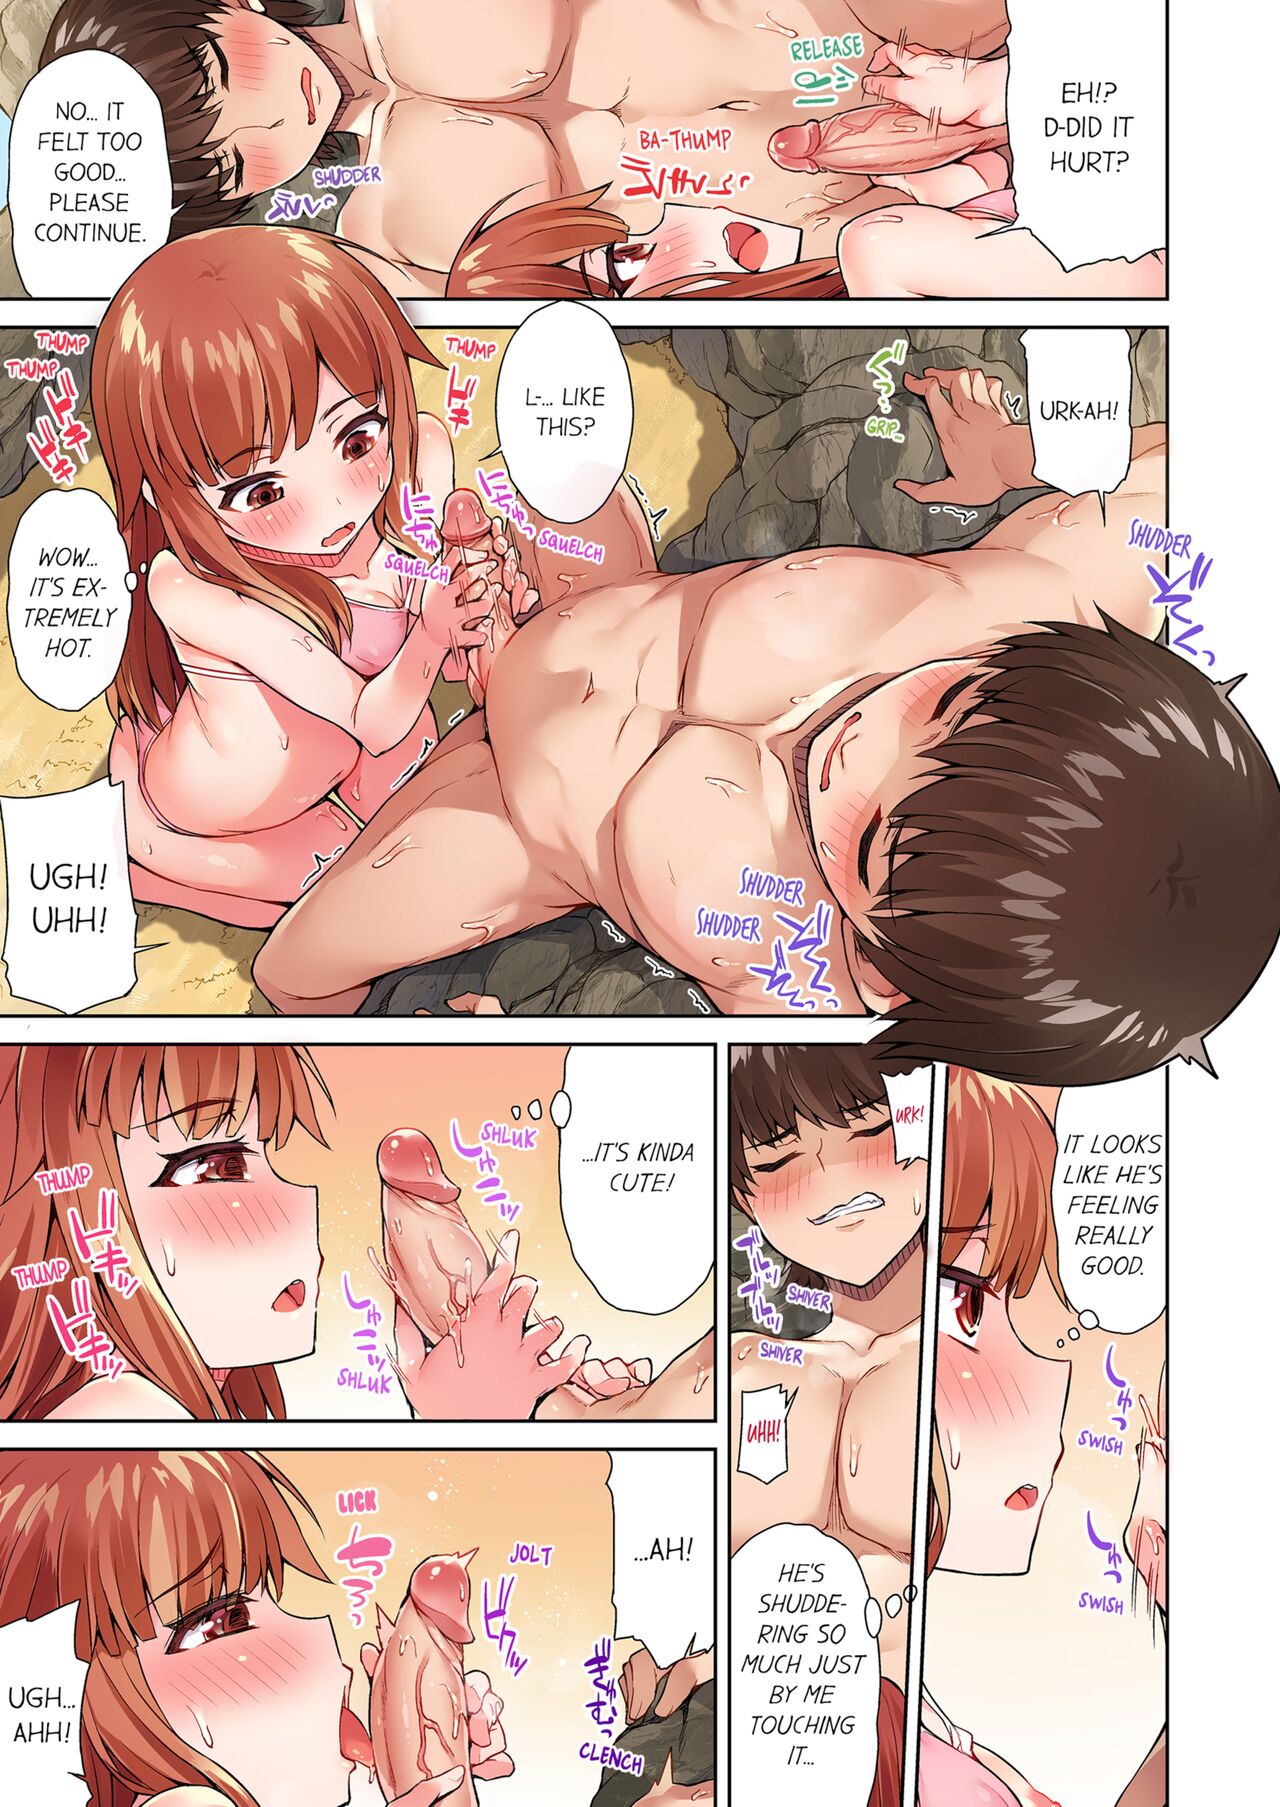 EH!?
D-DID IT
HURT?
RELEASE
BA-THUMP
SHUDDER
NO... IT
FELT TOO
GOOD...
PLEASE
CONTINUE.
URK-AH!
GRIP...
SHUDDER
L-... LIKE
THIS?
THUMP
THUMP
THUMP
SQUELCH
SQUELCH
WOW...
IT'S EX-
TREMELY
HOT.
SHUDDER
SHUDDER
UGH!
UHH!
IT LOOKS
LIKE HE'S
FEELING
REALLY
GOOD.
URK!
SHIVER
SHIVER
UHH!
SWISH
SWISH
HE'S
SHUDDE-
RING SO
MUCH JUST
BY ME
TOUCHING
IT...
...IT'S KINDA
CUTE!
SHLUK
SHLUK
THUMP
THUMP
...AH!
LICK
JOLT
CLENCH
UGH...
AHH!